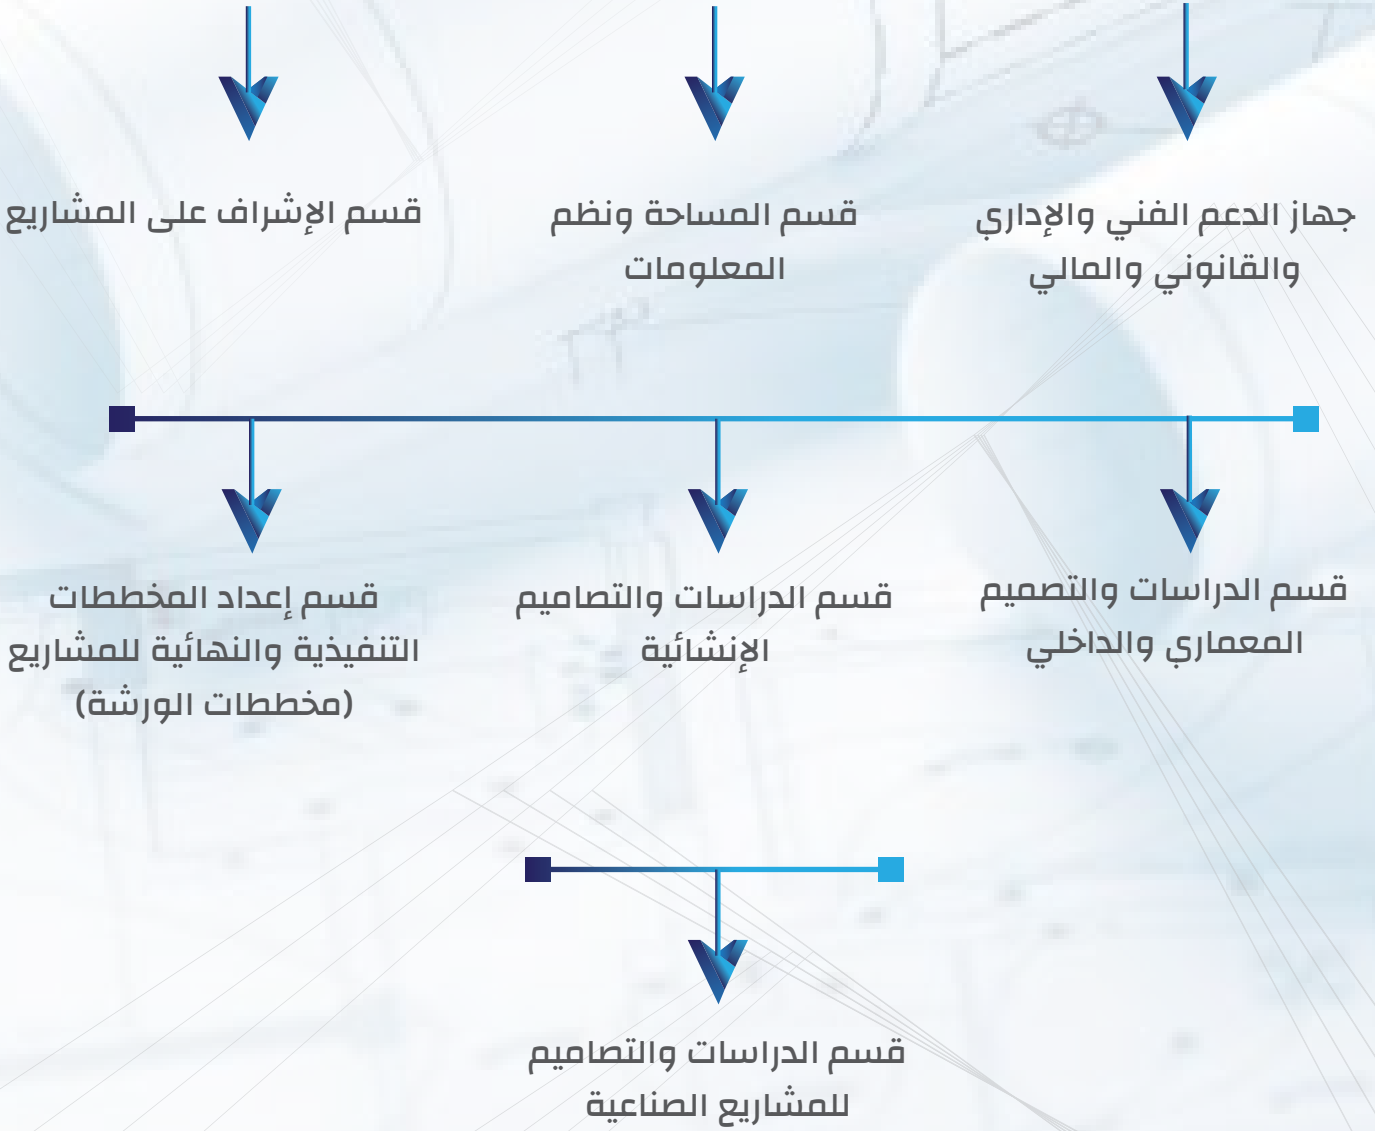 جهاز الدعم الفني والإداري
والقانوني والمالي
قسم المساحة ونظم
المعلومات
قسم الإشراف على المشاريع
قسم الدراسات والتصميم
المعماري والداخلي
قسم الدراسات والتصاميم
الإنشائية
قسم إعداد المخططات
التنفيذية والنهائية للمشاريع
(مخططات الورشة)
قسم الدراسات والتصاميم
للمشاريع الصناعية